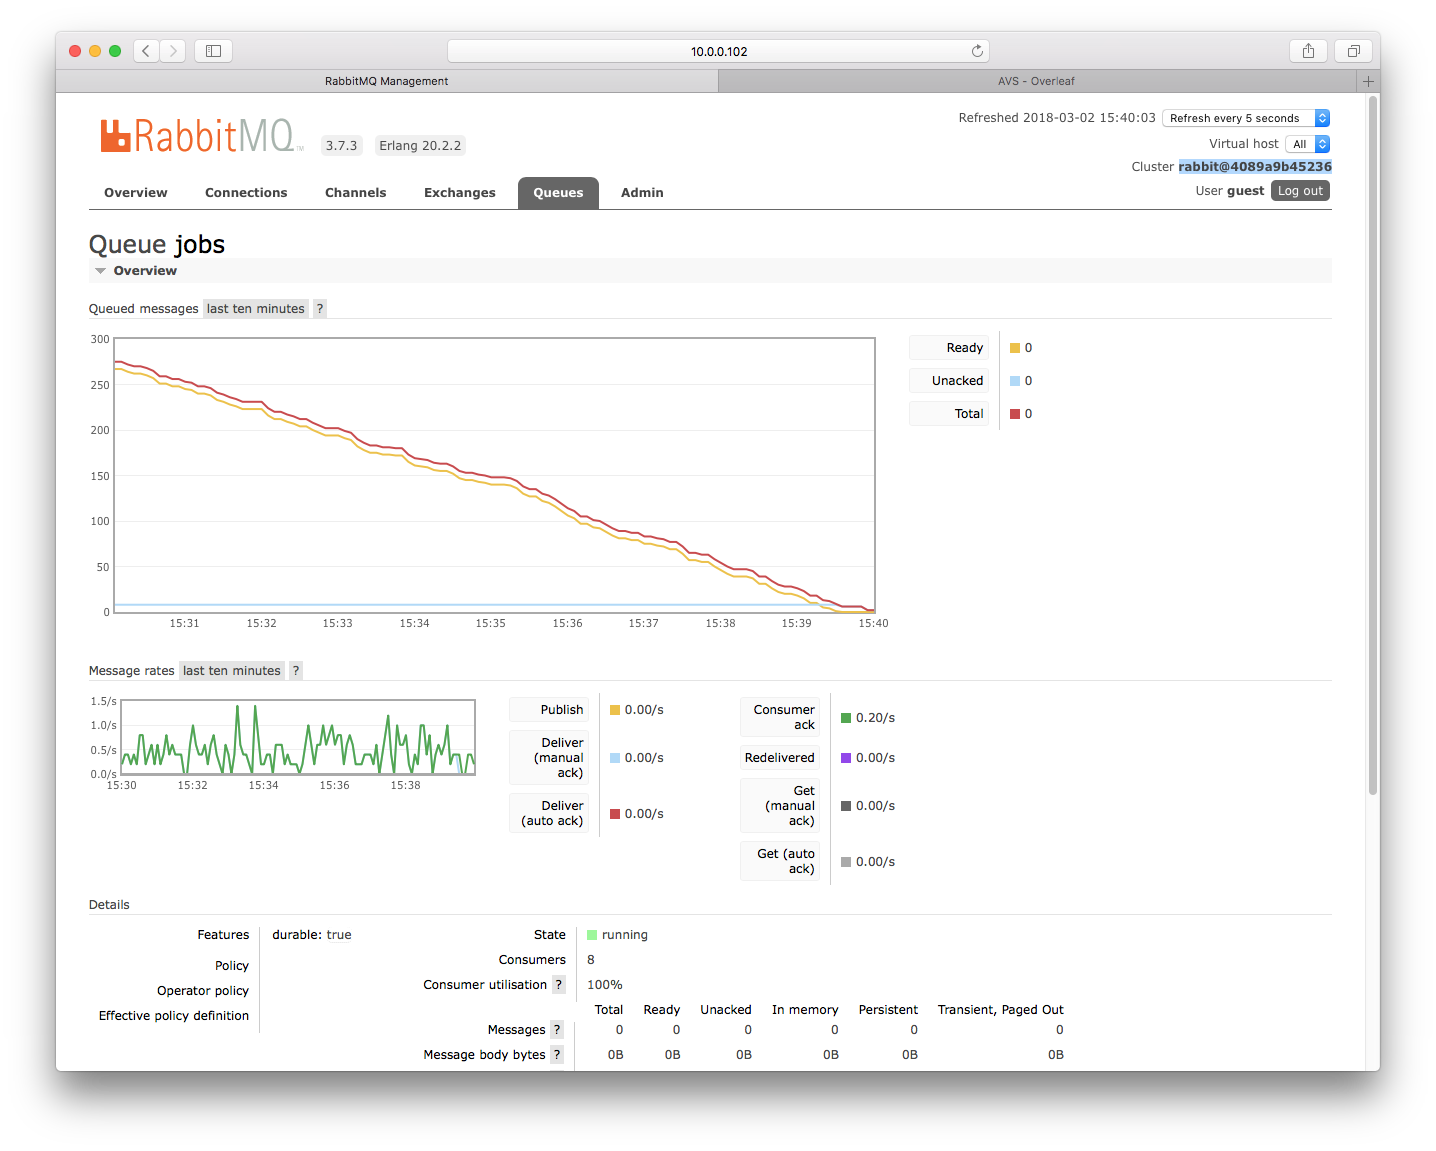 10.0.0.102
RabbitMQ Management
AVS - Overleaf
RabbitMQ™ 3.7.3 Erlang 20.2.2
Refreshed 2018-03-02 15:40:03 Refresh every 5 seconds
Virtual host All
Cluster rabbit@4089a9b45236
User guest Log out
Overview Connections Channels Exchanges Queues Admin
Queue jobs
Overview
Queued messages last ten minutes ?
300
250
200
150
100
50
0
15:31 15:32 15:33 15:34 15:35 15:36 15:37 15:38 15:39 15:40
Ready 0
Unacked 0
Total 0
Message rates last ten minutes ?
1.5/s
1.0/s
0.5/s
0.0/s
15:30 15:32 15:34 15:36 15:38
Publish 0.00/s
Deliver
(manual 0.00/s
ack)
Deliver
(auto ack) 0.00/s
Consumer
ack 0.20/s
Redelivered 0.00/s
Get
(manual 0.00/s
ack)
Get (auto
ack) 0.00/s
Details
Features durable: true
Policy
Operator policy
Effective policy definition
State running
Consumers 8
Consumer utilisation ? 100%
Total Ready Unacked In memory Persistent Transient, Paged Out
Messages ? 0 0 0 0 0 0
Message body bytes ? 0B 0B 0B 0B 0B 0B